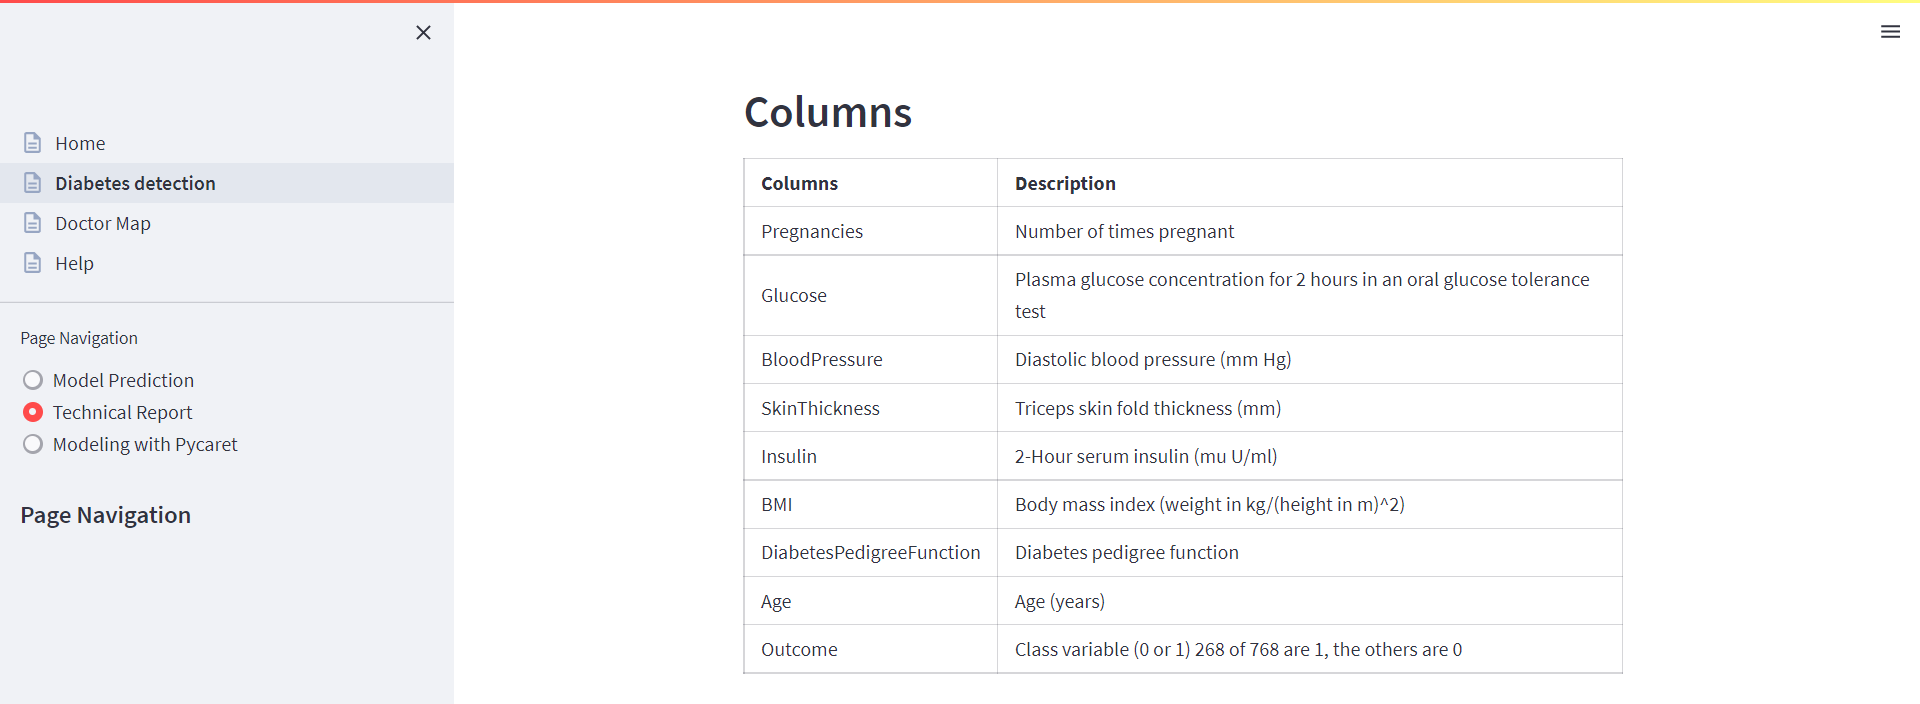 Home
Diabetes detection
Doctor Map
Help
Page Navigation
Model Prediction
Technical Report
Modeling with Pycaret
Page Navigation
Columns
Columns Description
Pregnancies Number of times pregnant
Glucose Plasma glucose concentration for 2 hours in an oral glucose tolerance
test
BloodPressure Diastolic blood pressure (mm Hg)
SkinThickness Triceps skin fold thickness (mm)
Insulin 2-Hour serum insulin (mu U/ml)
BMI Body mass index (weight in kg/(height in m)^2)
DiabetesPedigreeFunction Diabetes pedigree function
Age Age (years)
Outcome Class variable (0 or 1) 268 of 768 are 1, the others are 0